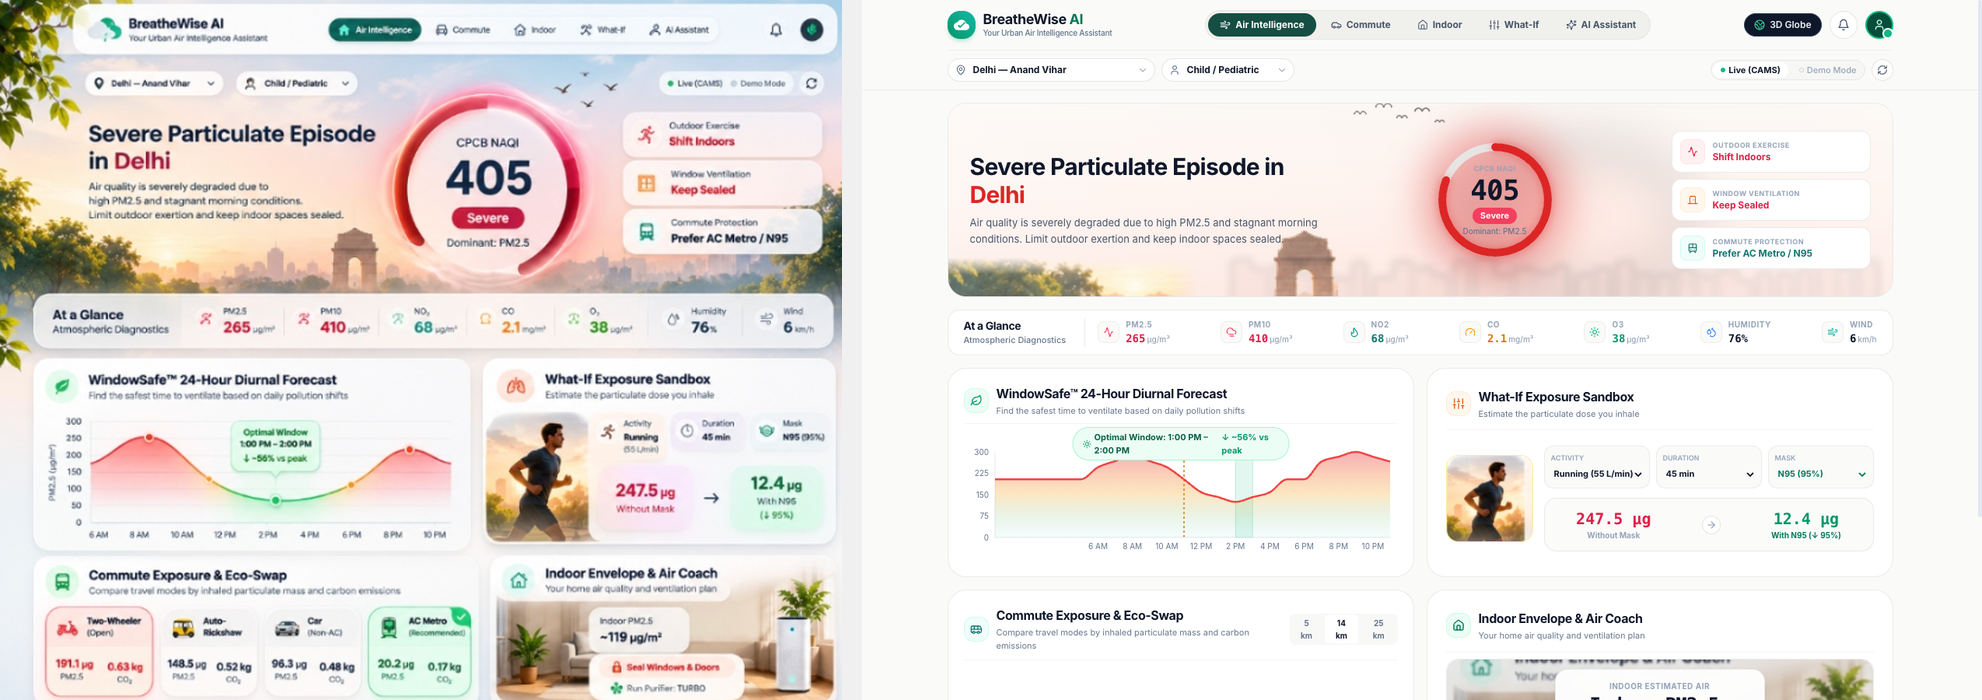 BreatheWise AI
Your Urban Air Intelligence Assistant
Air Intelligence
Commute
Indoor
What-If
AI Assistant
Delhi — Anand Vihar
Child / Pediatric
Live (CAMS)
Demo Mode
Severe Particulate Episode
in Delhi
Air quality is severely degraded due to
high PM2.5 and stagnant morning conditions.
Limit outdoor exertion and keep indoor spaces sealed.
CPCB NAQI
405
Severe
Dominant: PM2.5
Outdoor Exercise
Shift Indoors
Window Ventilation
Keep Sealed
Commute Protection
Prefer AC Metro / N95
At a Glance
Atmospheric Diagnostics
PM2.5
265 µg/m³
PM10
410 µg/m³
NO₂
68 µg/m³
CO
2.1 mg/m³
O₃
38 µg/m³
Humidity
76%
Wind
6 km/h
WindowSafe™ 24-Hour Diurnal Forecast
Find the safest time to ventilate based on daily pollution shifts
PM2.5 (µg/m³)
300
250
200
150
100
50
0
Optimal Window
1:00 PM – 2:00 PM
↓ ~56% vs peak
6 AM 8 AM 10 AM 12 PM 2 PM 4 PM 6 PM 8 PM 10 PM
What-If Exposure Sandbox
Estimate the particulate dose you inhale
Activity
Running
(55 L/min)
Duration
45 min
Mask
N95 (95%)
247.5 µg
Without Mask
→
12.4 µg
With N95
(↓ 95%)
Commute Exposure & Eco-Swap
Compare travel modes by inhaled particulate mass and carbon emissions
Two-Wheeler
(Open)
191.1 µg 0.63 kg
PM2.5 CO₂
Auto-
Rickshaw
148.5 µg 0.52 kg
PM2.5 CO₂
Car
(Non-AC)
96.3 µg 0.48 kg
PM2.5 CO₂
AC Metro
(Recommended)
20.2 µg 0.17 kg
PM2.5 CO₂
Indoor Envelope & Air Coach
Your home air quality and ventilation plan
Indoor PM2.5
~119 µg/m³
Seal Windows & Doors
Run Purifier: TURBO
BreatheWise AI
Your Urban Air Intelligence Assistant
Air Intelligence
Commute
Indoor
What-If
AI Assistant
3D Globe
Delhi — Anand Vihar
Child / Pediatric
Live (CAMS)
Demo Mode
Severe Particulate Episode in
Delhi
Air quality is severely degraded due to high PM2.5 and stagnant morning
conditions. Limit outdoor exertion and keep indoor spaces sealed.
CPCB NAQI
405
Severe
Dominant: PM2.5
OUTDOOR EXERCISE
Shift Indoors
WINDOW VENTILATION
Keep Sealed
COMMUTE PROTECTION
Prefer AC Metro / N95
At a Glance
Atmospheric Diagnostics
PM2.5
265 µg/m³
PM10
410 µg/m³
NO2
68 µg/m³
CO
2.1 mg/m³
O3
38 µg/m³
HUMIDITY
76%
WIND
6 km/h
WindowSafe™ 24-Hour Diurnal Forecast
Find the safest time to ventilate based on daily pollution shifts
Optimal Window: 1:00 PM –
2:00 PM
↓ ~56% vs
peak
300
225
150
75
0
6 AM 8 AM 10 AM 12 PM 2 PM 4 PM 6 PM 8 PM 10 PM
What-If Exposure Sandbox
Estimate the particulate dose you inhale
ACTIVITY
Running (55 L/min)
DURATION
45 min
MASK
N95 (95%)
247.5 µg
Without Mask
12.4 µg
With N95 (↓ 95%)
Commute Exposure & Eco-Swap
Compare travel modes by inhaled particulate mass and carbon
emissions
5
km
14
km
25
km
Indoor Envelope & Air Coach
Your home air quality and ventilation plan
INDOOR ESTIMATED AIR